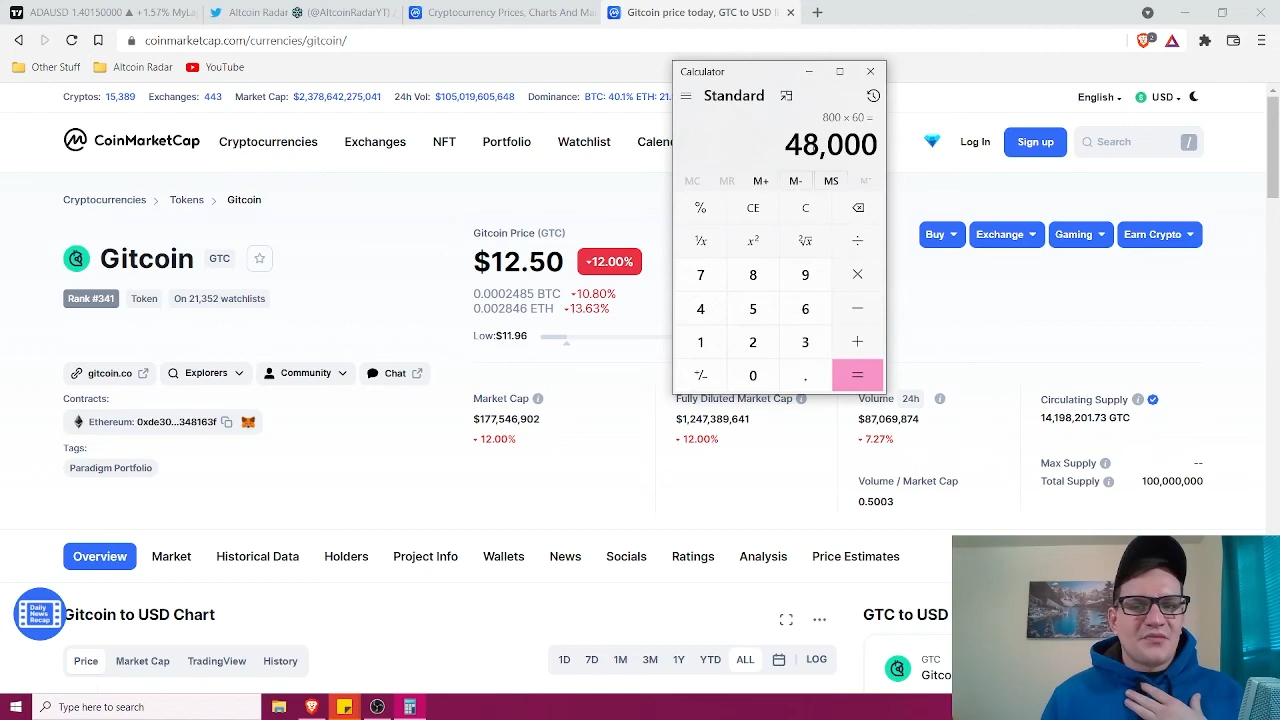 ADAUSD 1.40150000 ▲ +1.57% MyLa
Altcoin Radar (@AltcoinRadarYT)
Cryptocurrency Prices, Charts And Ma
Gitcoin price today, GTC to USD li
coinmarketcap.com/currencies/gitcoin/
2
Other Stuff
Altcoin Radar
YouTube
Cryptos: 15,389 Exchanges: 443 Market Cap: $2,378,642,275,041 24h Vol: $105,019,605,648 Dominance: BTC: 40.1% ETH: 21.
English
USD
CoinMarketCap
Cryptocurrencies
Exchanges
NFT
Portfolio
Watchlist
Calen
Log In
Sign up
Search
/
Calculator
Standard
800 × 60 =
48,000
MC MR M+ M- MS M˅
% CE C
¹/x x² ²√x ÷
7 8 9 ×
4 5 6 −
1 2 3 +
+/- 0 . =
Cryptocurrencies > Tokens > Gitcoin
Gitcoin GTC
Rank #341
Token
On 21,352 watchlists
Gitcoin Price (GTC)
$12.50
12.00%
0.0002485 BTC 10.80%
0.002846 ETH 13.63%
Low:$11.96
Buy
Exchange
Gaming
Earn Crypto
gitcoin.co
Explorers
Community
Chat
Contracts:
Ethereum: 0xde30...348163f
Tags:
Paradigm Portfolio
Market Cap
$177,546,902
12.00%
Fully Diluted Market Cap
$1,247,389,641
12.00%
Volume 24h
$87,069,874
7.27%
Volume / Market Cap
0.5003
Circulating Supply
14,198,201.73 GTC
Max Supply --
Total Supply 100,000,000
Overview
Market
Historical Data
Holders
Project Info
Wallets
News
Socials
Ratings
Analysis
Price Estimates
Daily
News
Recap
Gitcoin to USD Chart
Price
Market Cap
TradingView
History
1D 7D 1M 3M 1Y YTD ALL LOG
GTC to USD
GTC
Gitco
Type here to search